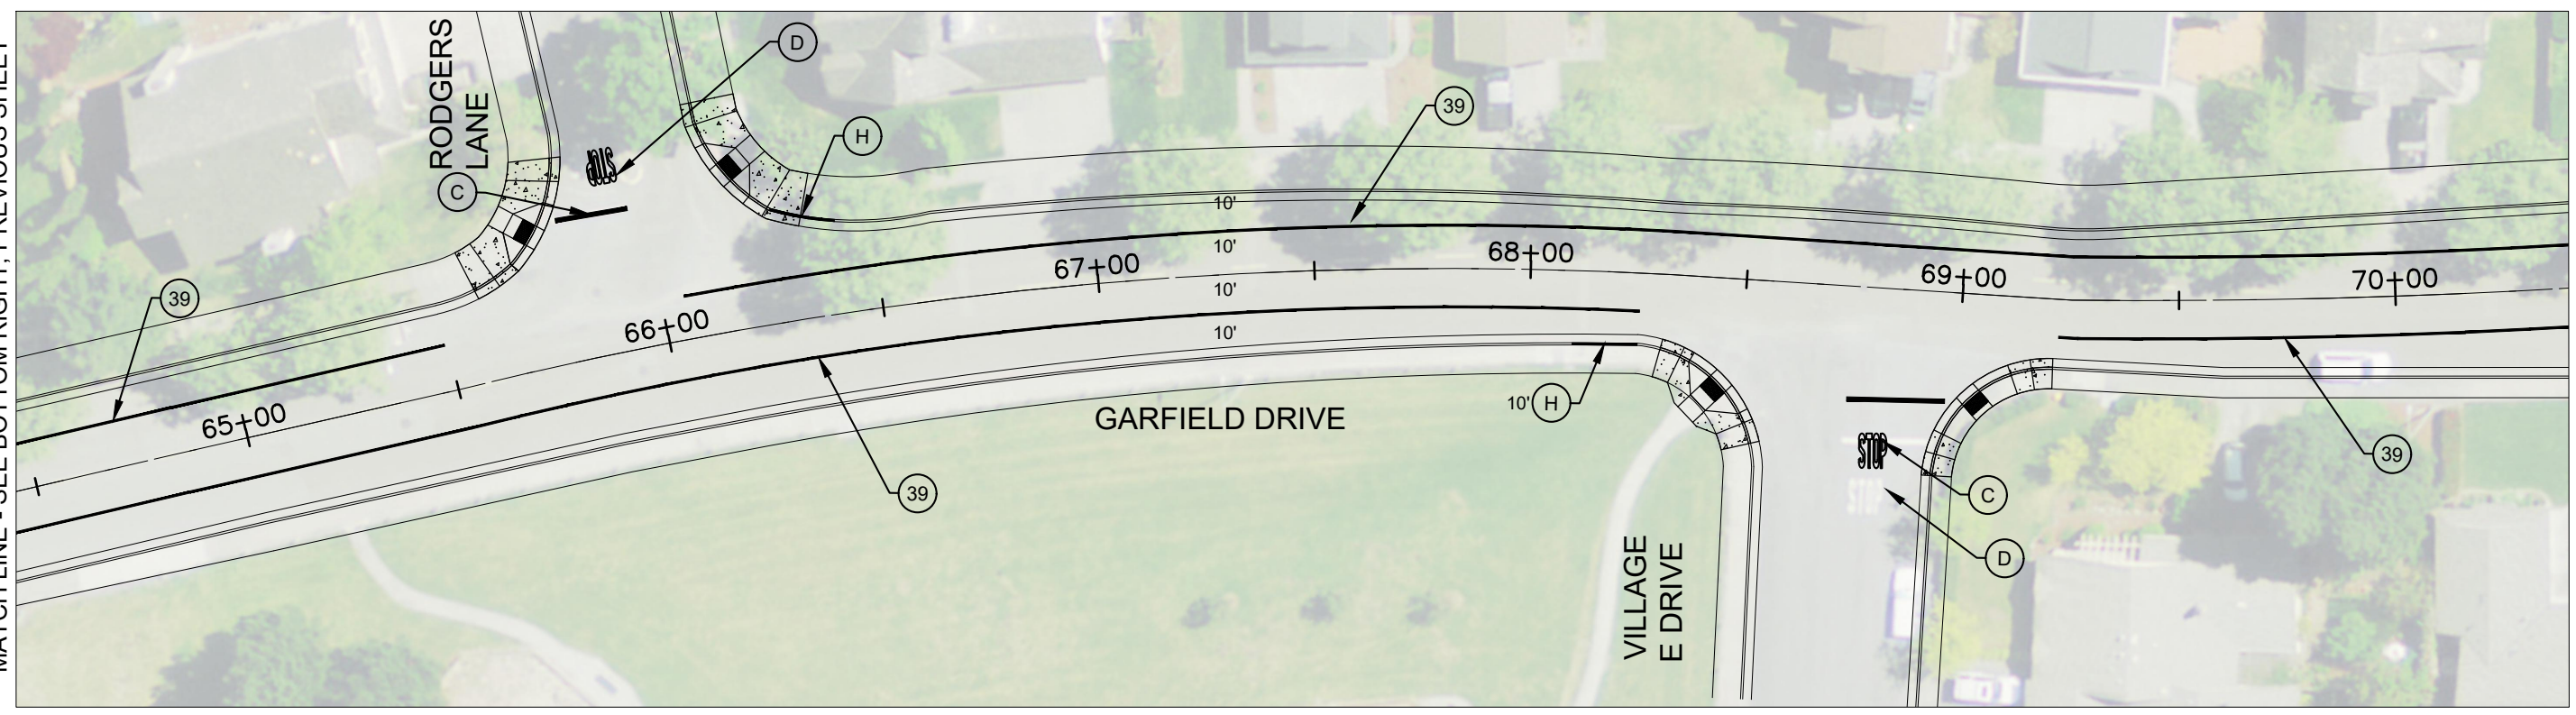 MATCH LINE - SEE BOTTOM RIGHT, PREVIOUS SHEET
RODGERS
LANE
D
H
C
STOP
39
39
10'
10'
10'
10'
65+00
66+00
67+00
68+00
69+00
70+00
39
GARFIELD DRIVE
10'
H
VILLAGE
E DRIVE
STOP
STOP
C
D
39